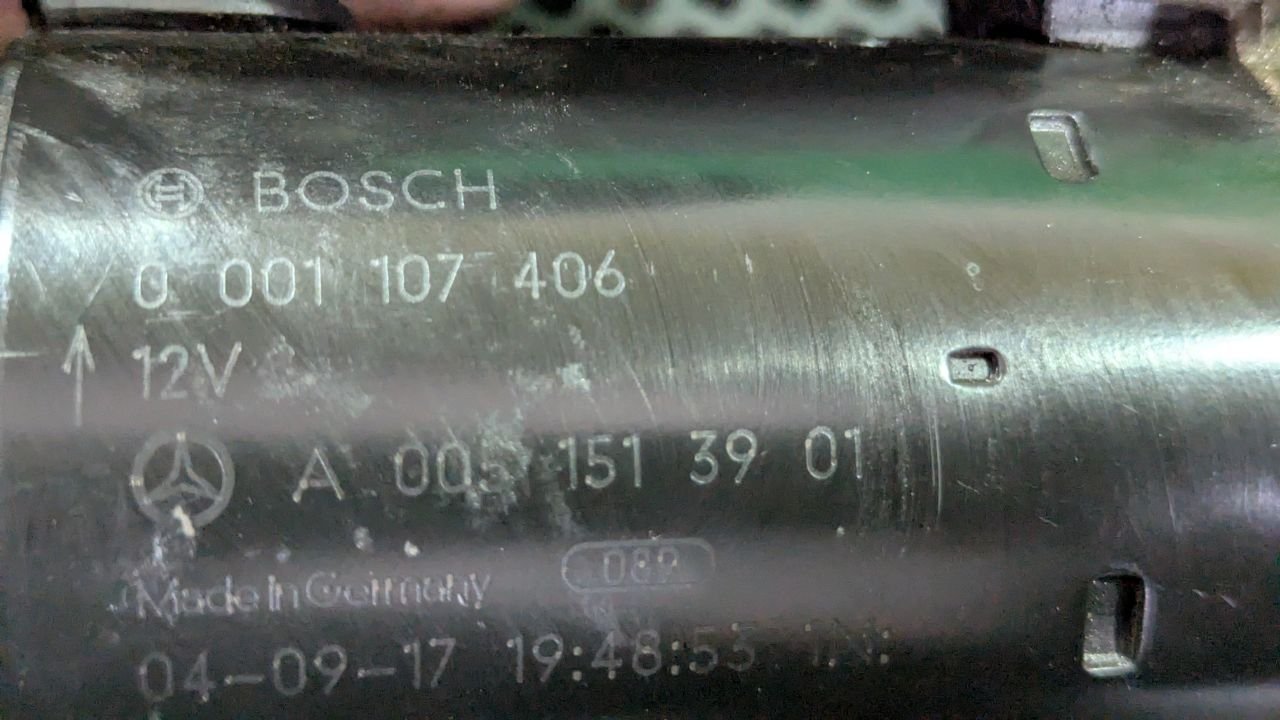 BOSCH
0 001 107 406
12V
A 005 151 39 01
Made in Germany
089
04-09-17 19:48:53